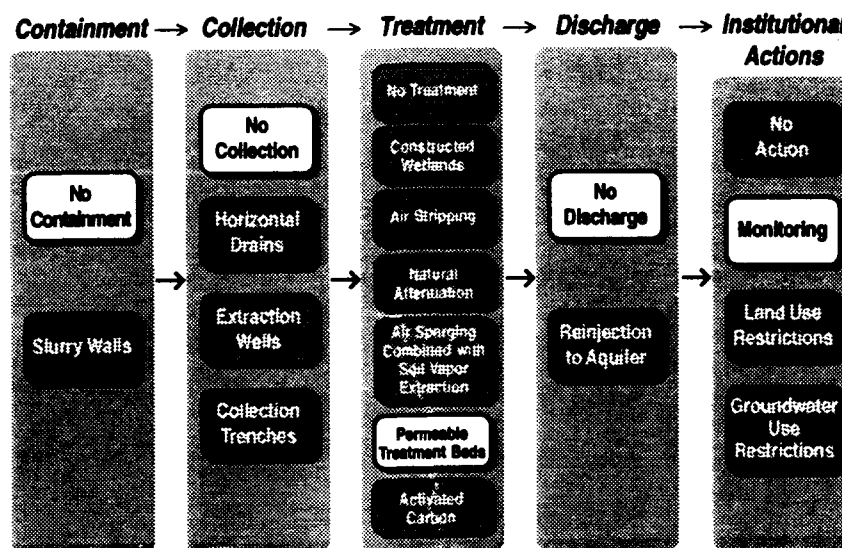 Containment → Collection → Treatment → Discharge → Institutional
Actions
No
Containment
Slurry Walls
No
Collection
Horizontal
Drains
Extraction
Wells
Collection
Trenches
No Treatment
Constructed
Wetlands
Air Stripping
Natural
Attenuation
Air Sparging
Combined with
Soil Vapor
Extraction
Permeable
Treatment Beds
Activated
Carbon
No
Discharge
Reinjection
to Aquifer
No
Action
Monitoring
Land Use
Restrictions
Groundwater
Use
Restrictions